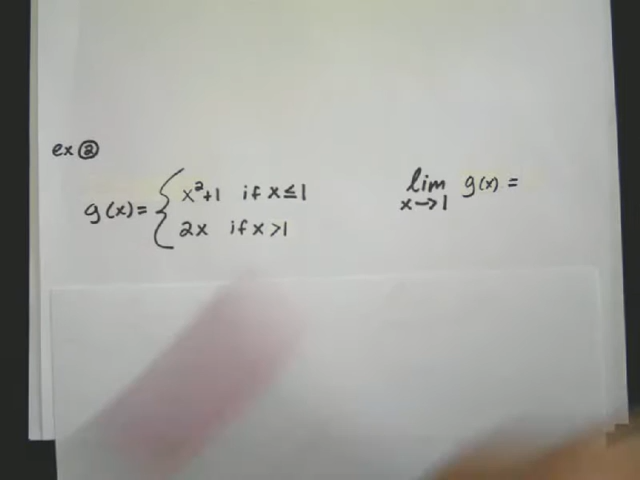 ex ②
g(x) = { x²+1 if x ≤ 1
2x if x > 1
lim x→1 g(x) =